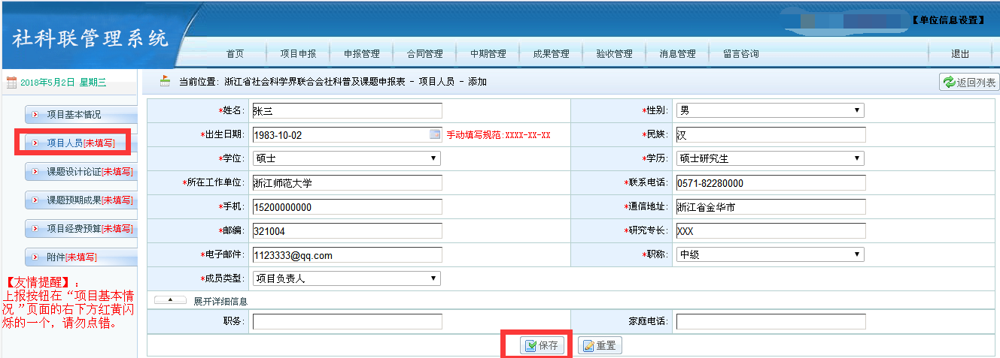 社科联管理系统
【单位信息设置】
首页 项目申报 申报管理 合同管理 中期管理 成果管理 验收管理 消息管理 留言咨询 退出
2018年5月2日 星期三
当前位置: 浙江省社会科学界联合会社科普及课题申报表 - 项目人员 - 添加
返回列表
项目基本情况
项目人员[未填写]
课题设计论证[未填写]
课题预期成果[未填写]
项目经费预算[未填写]
附件[未填写]
【友情提醒】：
上报按钮在“项目基本情
况 ”页面的右下方红黄闪
烁的一个，请勿点错。
*姓名: 张三 *性别: 男
*出生日期: 1983-10-02 手动填写规范:XXXX-XX-XX *民族: 汉
*学位: 硕士 *学历: 硕士研究生
*所在工作单位: 浙江师范大学 *联系电话: 0571-82280000
*手机: 15200000000 *通信地址: 浙江省金华市
*邮编: 321004 *研究专长: XXX
*电子邮件: 1123333@qq.com *职称: 中级
*成员类型: 项目负责人
展开详细信息
职务: 家庭电话:
保存 重置